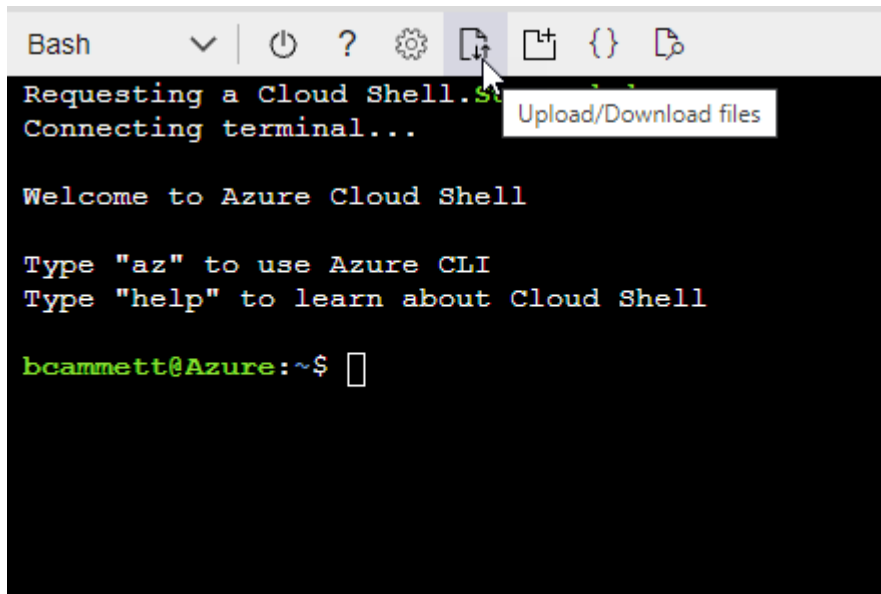 Bash ? {}
Requesting a Cloud Shell.
Upload/Download files
Connecting terminal...
Welcome to Azure Cloud Shell
Type "az" to use Azure CLI
Type "help" to learn about Cloud Shell
bcammett@Azure:~$